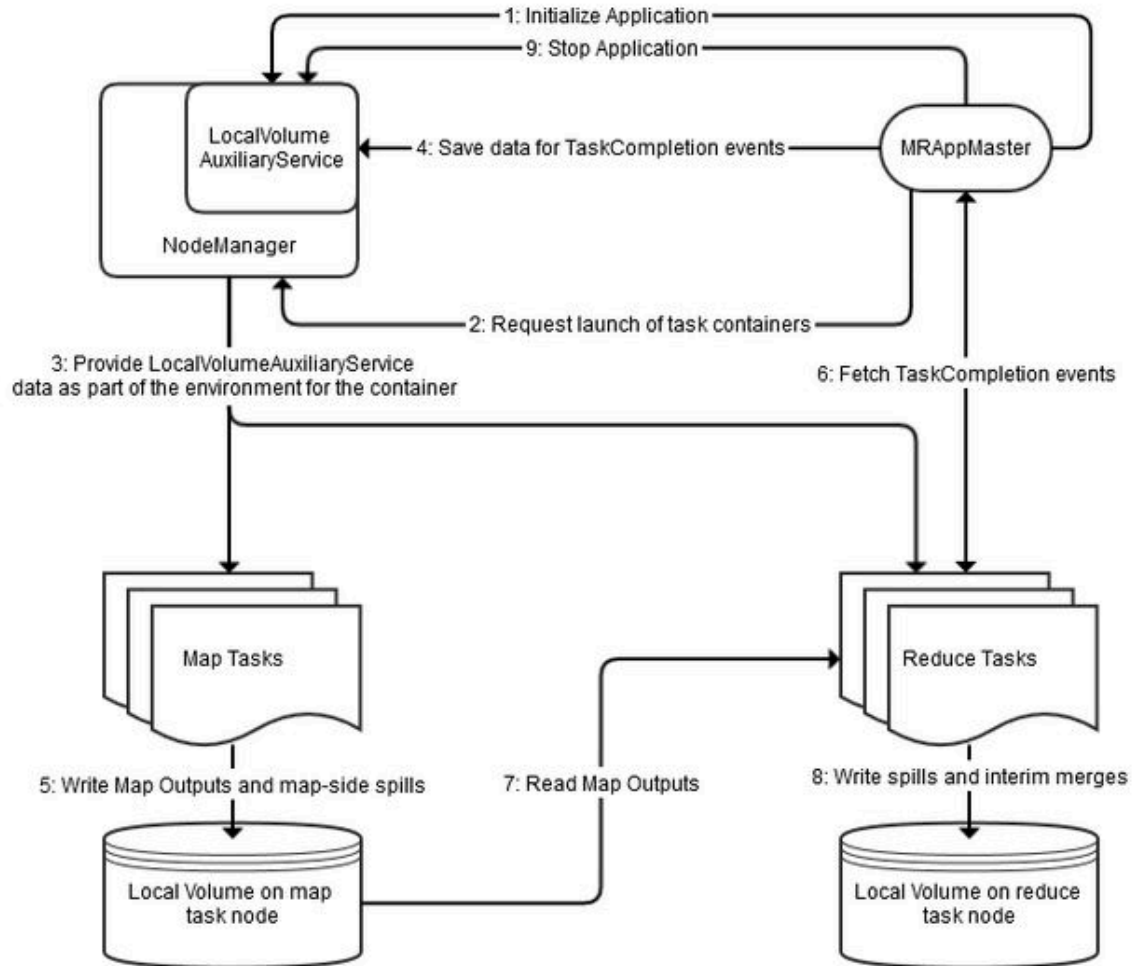 1: Initialize Application
9: Stop Application
LocalVolume
AuxiliaryService
4: Save data for TaskCompletion events
MRAppMaster
NodeManager
2: Request launch of task containers
3: Provide LocalVolumeAuxiliaryService
data as part of the environment for the container
6: Fetch TaskCompletion events
Map Tasks
Reduce Tasks
5: Write Map Outputs and map-side spills
7: Read Map Outputs
8: Write spills and interim merges
Local Volume on map
task node
Local Volume on reduce
task node